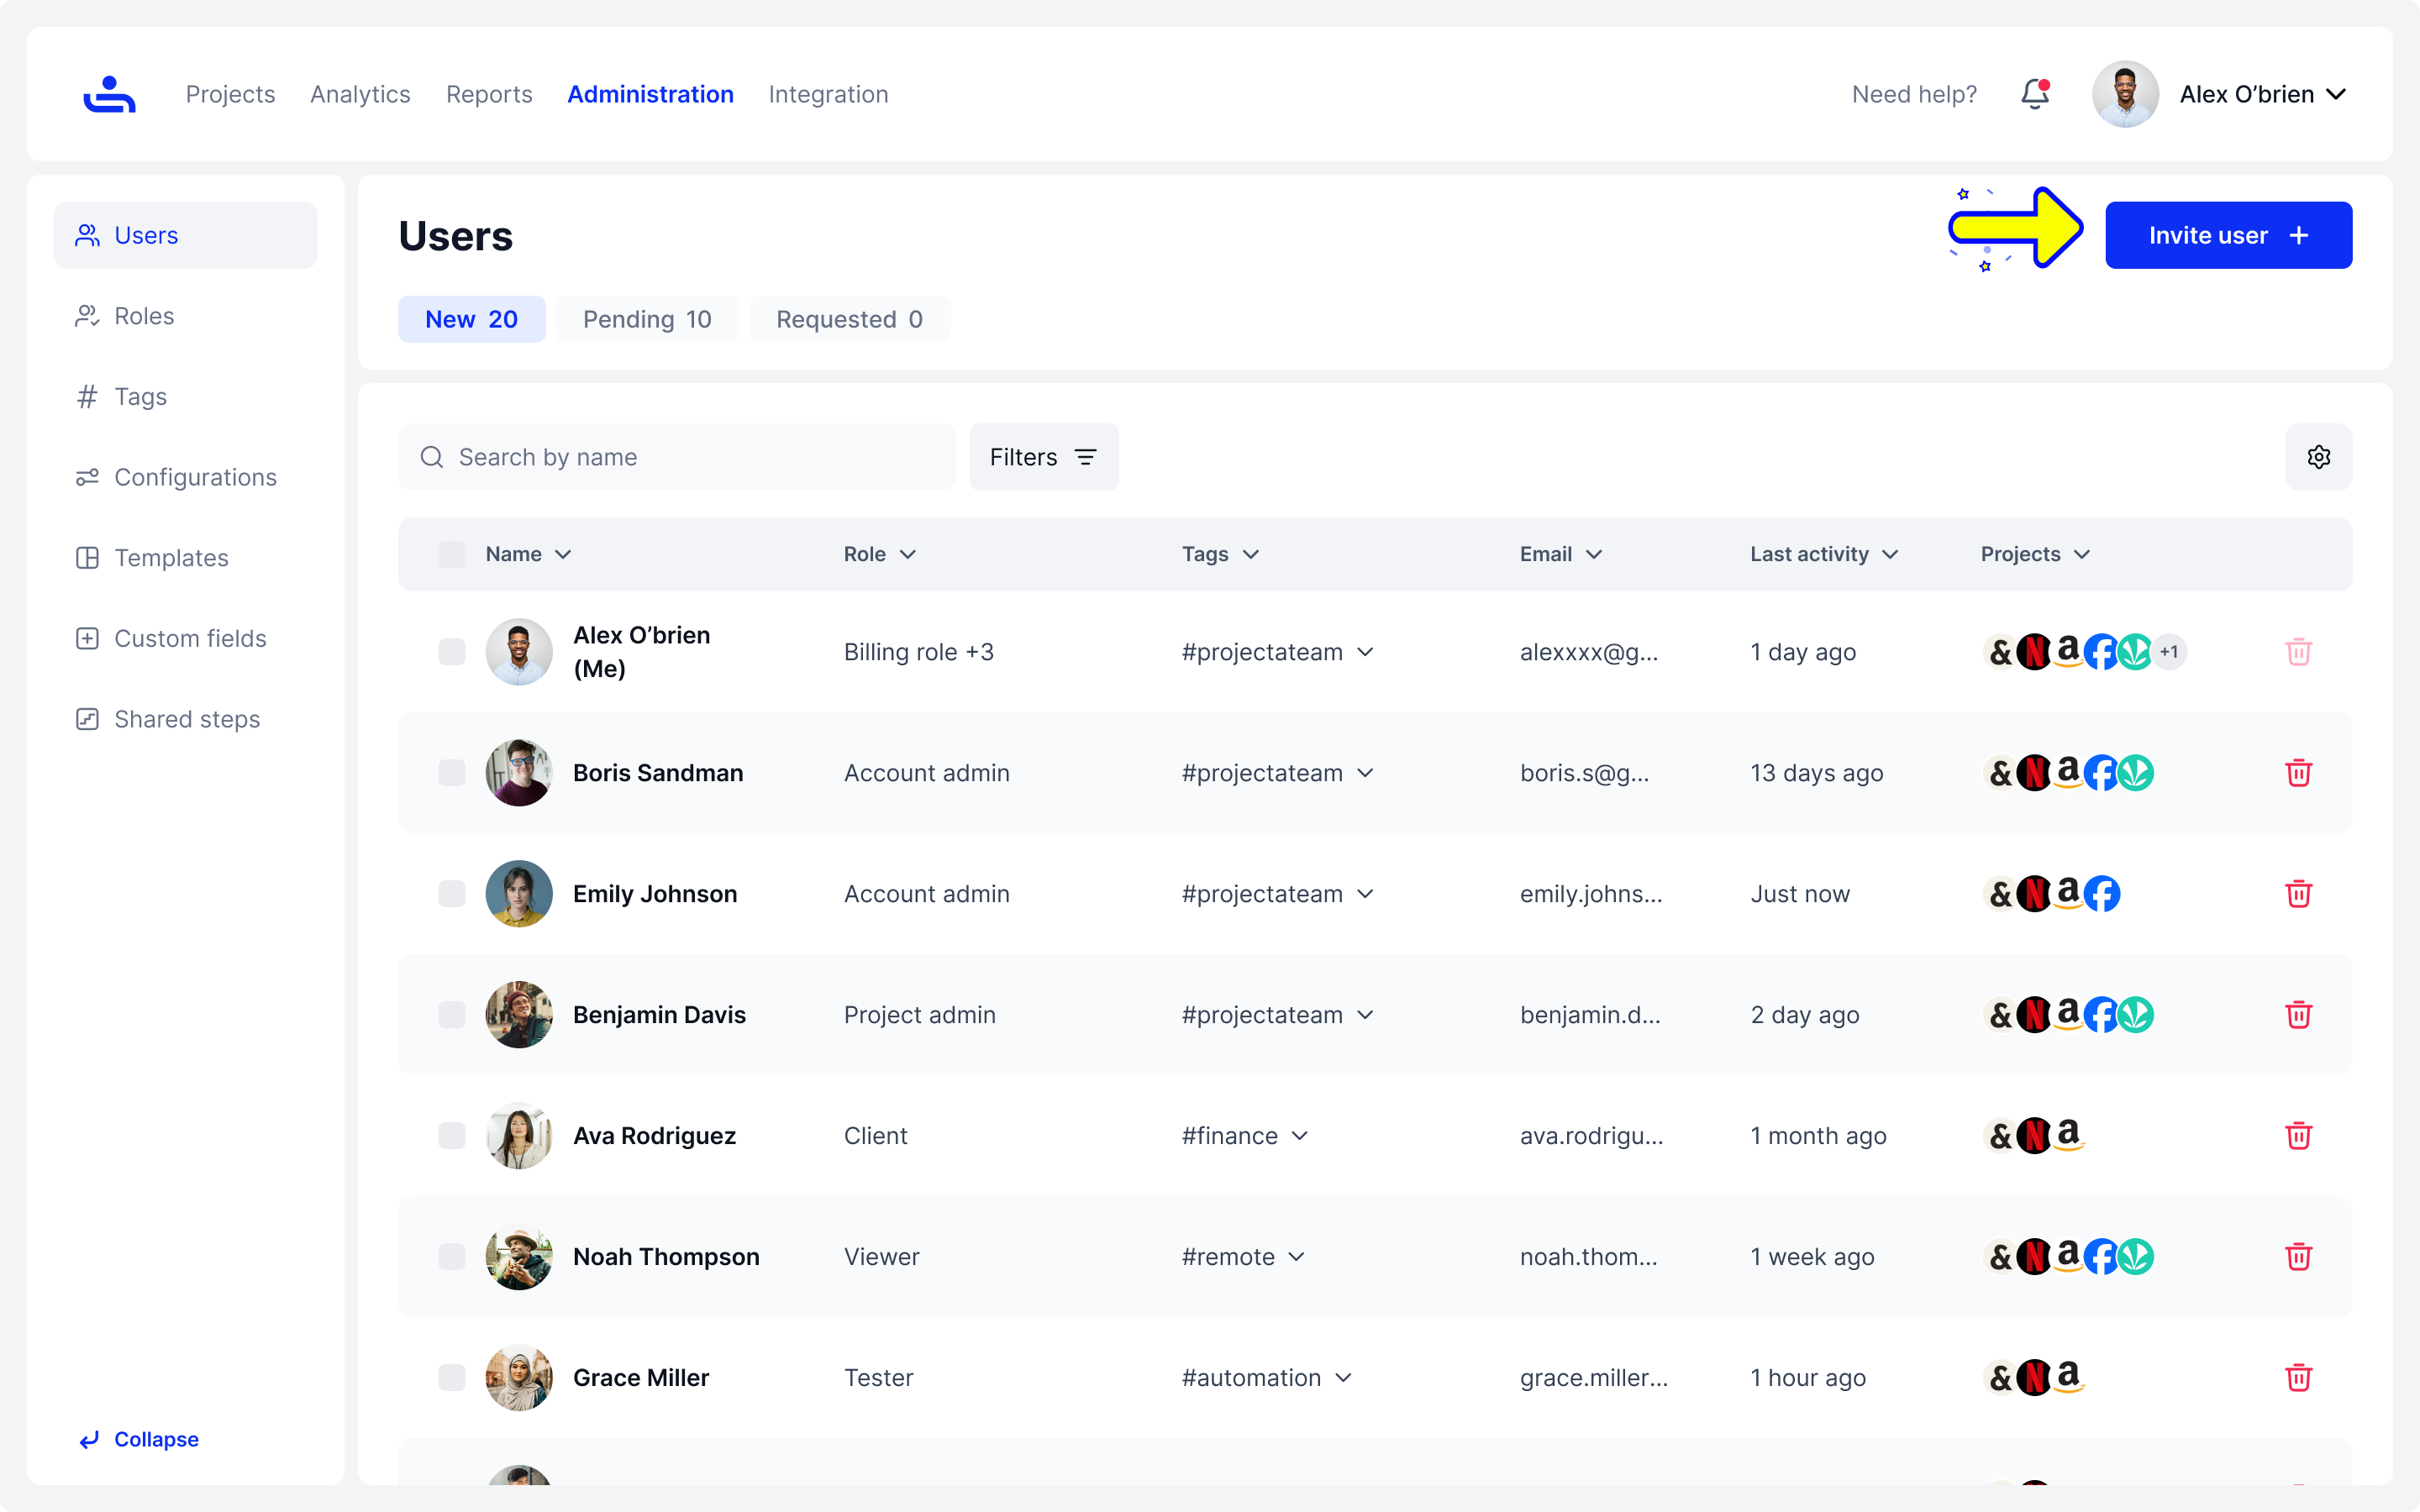 Projects Analytics Reports Administration Integration Need help? Alex O’brien
Users
Roles
Tags
Configurations
Templates
Custom fields
Shared steps
Collapse
Users
Invite user +
New 20 Pending 10 Requested 0
Search by name Filters
Name Role Tags Email Last activity Projects
Alex O’brien
(Me) Billing role +3 #projectateam alexxxx@g... 1 day ago & N a f +1
Boris Sandman Account admin #projectateam boris.s@g... 13 days ago & N a f
Emily Johnson Account admin #projectateam emily.johns... Just now & N a f
Benjamin Davis Project admin #projectateam benjamin.d... 2 day ago & N a f
Ava Rodriguez Client #finance ava.rodrigu... 1 month ago & N a
Noah Thompson Viewer #remote noah.thom... 1 week ago & N a f
Grace Miller Tester #automation grace.miller... 1 hour ago & N a